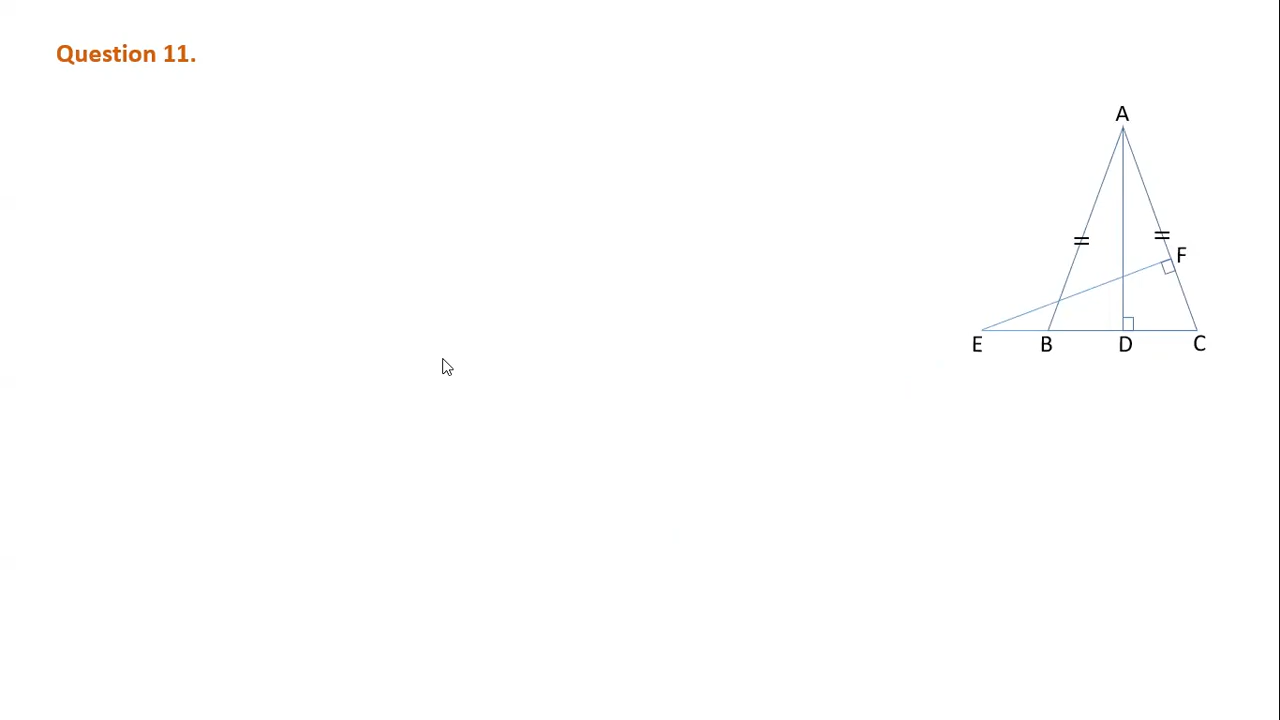 Question 11.
A
=
=
F
E B D C